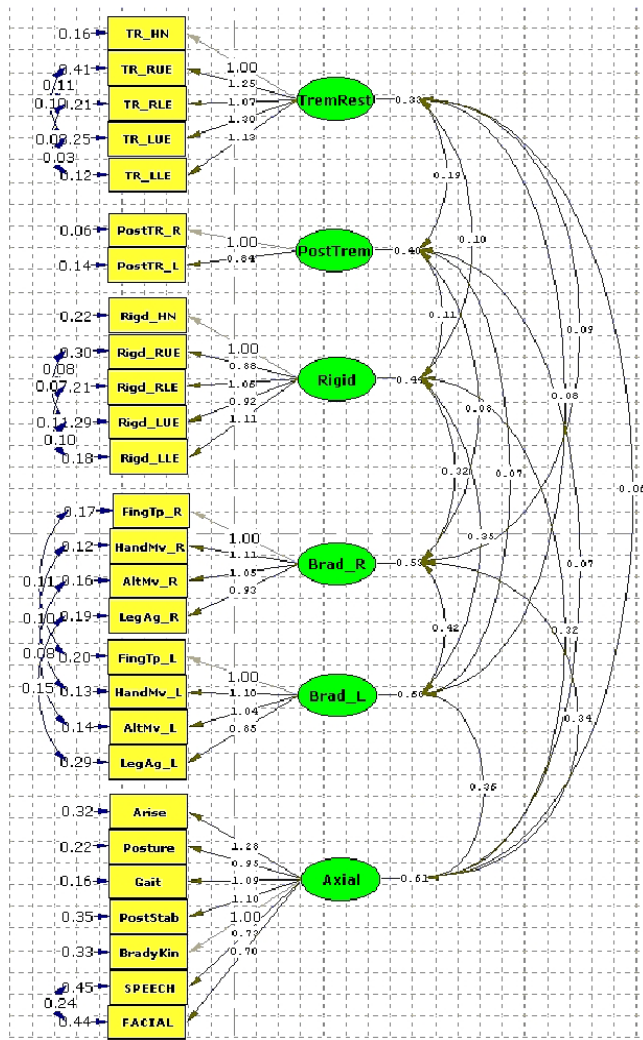 0.16 TR_HN
0.41 TR_RUE 1.00
0.11 1.25
0.10 0.21 TR_RLE 1.07 TremRest 0.33
1.30
0.25 TR_LUE 1.13
0.03
0.12 TR_LLE
0.19
0.06 PostTR_R
1.00 0.10
0.14 PostTR_L 0.84 PostTrem 0.40
0.22 Rigd_HN 0.11
0.09
0.30 Rigd_RUE 1.00
0.08 0.88
0.07 0.21 Rigd_RLE 1.06 Rigid
0.92 0.08
0.11 0.29 Rigd_LUE 1.11 0.08
0.10
0.18 Rigd_LLE
0.32 0.07
0.06
0.17 FingTp_R
1.00 0.35
0.12 HandMv_R 1.11
0.11 0.16 AltMv_R 1.05 Brad_R 0.59
0.93 0.07
0.10 0.19 LegAg_R
0.42 0.32
0.08 0.20 FingTp_L
1.00
0.15 0.13 HandMv_L 1.10 Brad_L
1.04
0.14 AltMv_L 0.85 0.34
0.29 LegAg_L
0.36
0.32 Arise
0.22 Posture 1.28
0.95
0.16 Gait 1.09 Axial 0.61
1.10
0.35 PostStab 1.00
0.33 BradyKin 0.70
0.45 SPEECH
0.24
0.44 FACIAL